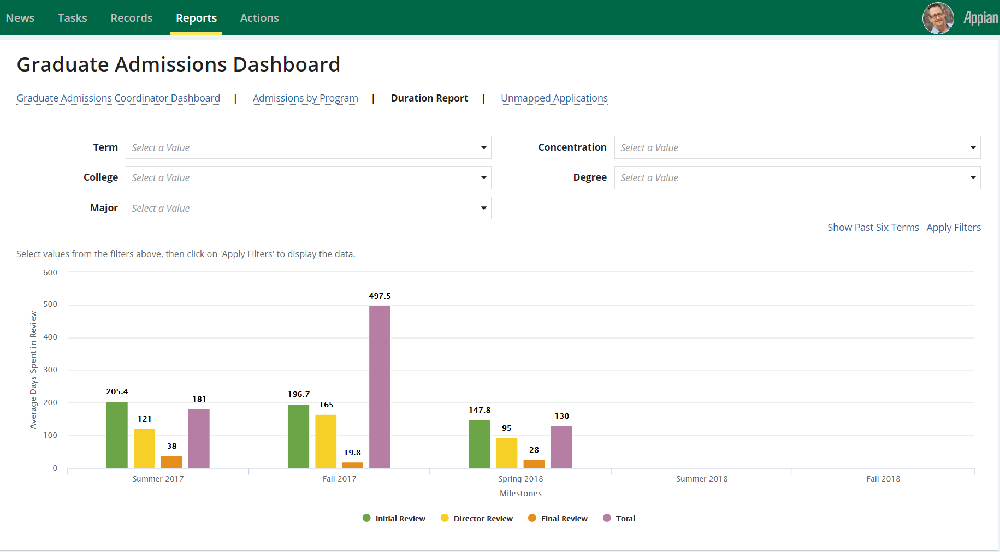 News Tasks Records Reports Actions Appian
Graduate Admissions Dashboard
Graduate Admissions Coordinator Dashboard | Admissions by Program | Duration Report | Unmapped Applications
Term Select a Value Concentration Select a Value
College Select a Value Degree Select a Value
Major Select a Value
Show Past Six Terms Apply Filters
Select values from the filters above, then click on 'Apply Filters' to display the data.
Average Days Spent in Review
600
500
400
300
200
100
0
205.4 121 38 181
196.7 165 19.8 497.5
147.8 95 28 130
Summer 2017 Fall 2017 Spring 2018 Summer 2018 Fall 2018
Milestones
Initial Review Director Review Final Review Total